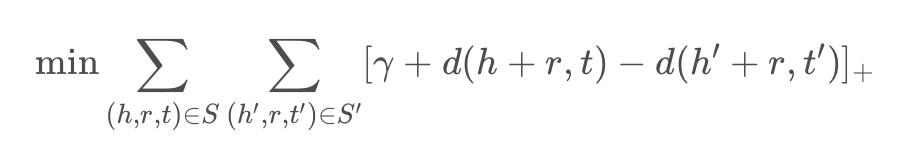 min ∑_{(h,r,t)∈S} ∑_{(h′,r,t′)∈S′} [γ + d(h + r, t) − d(h′ + r, t′)]₊